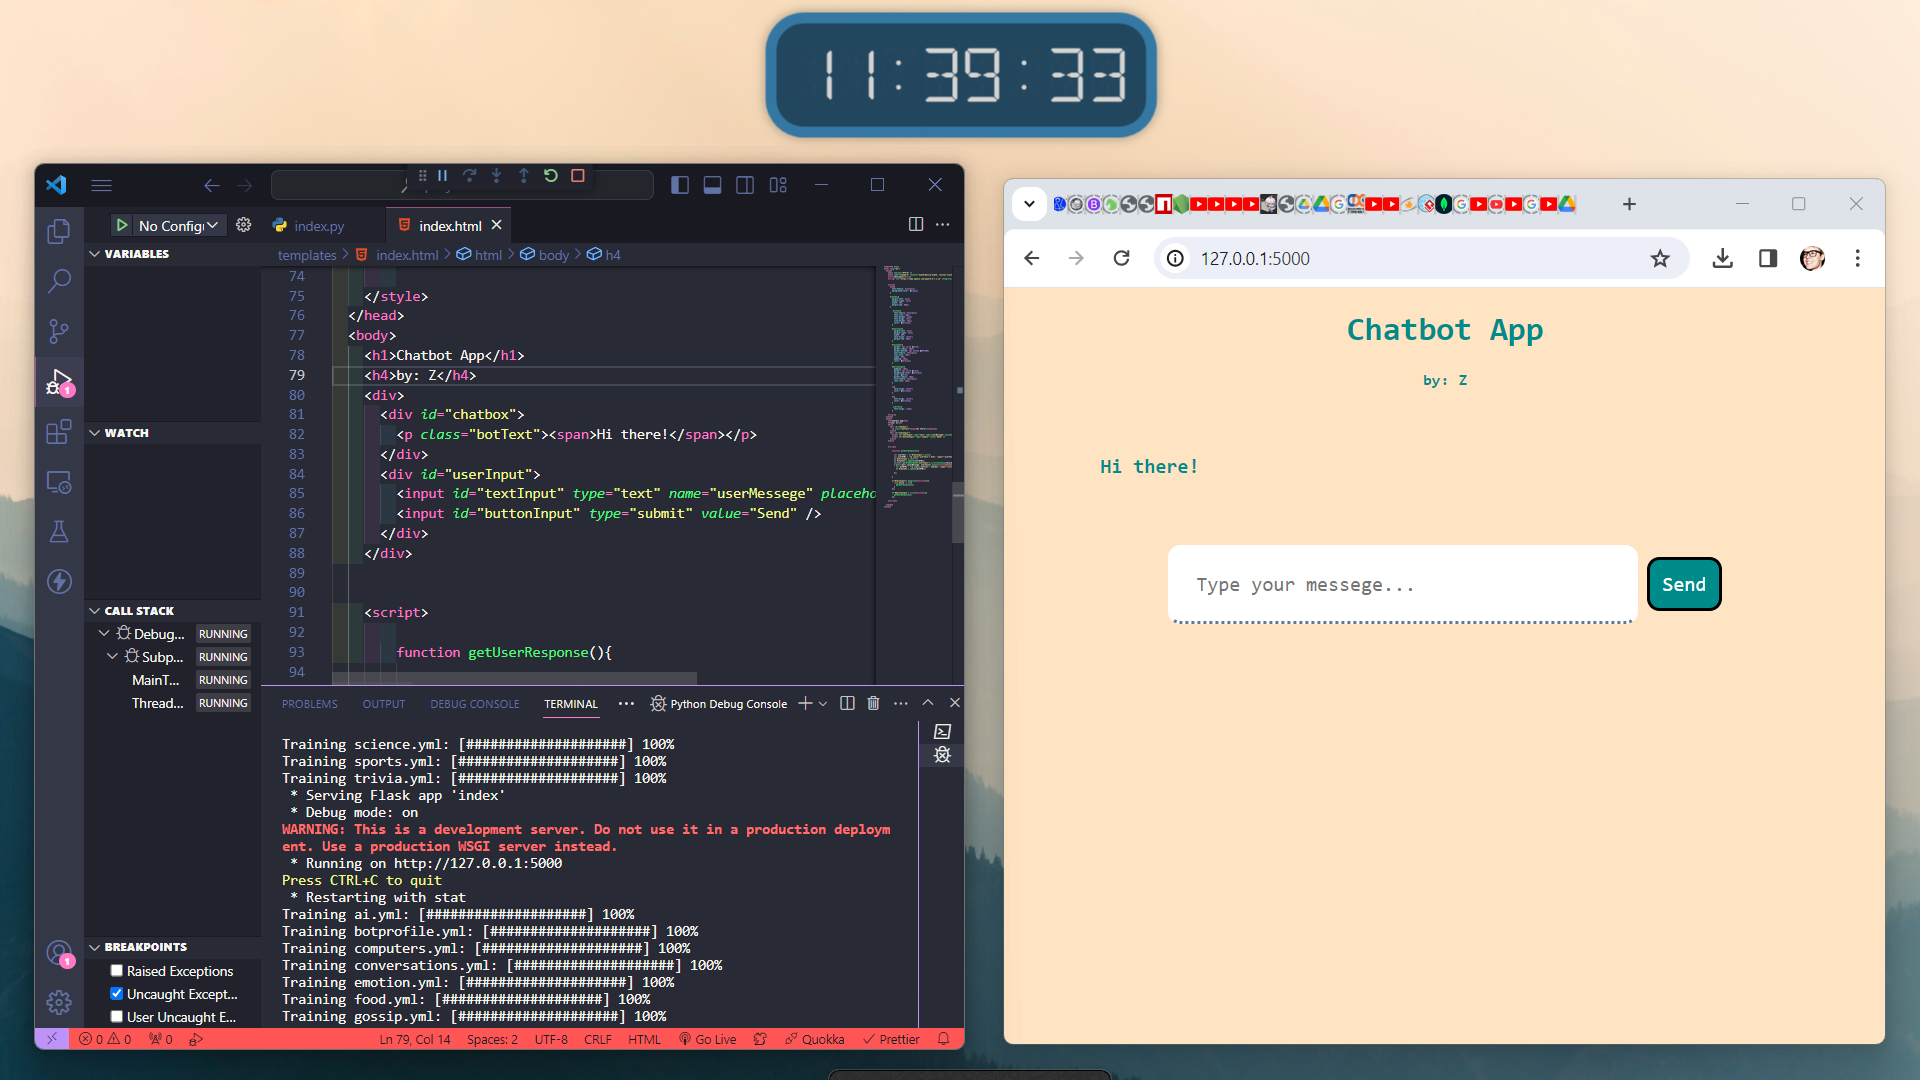 11:39:33
No Config
index.py
index.html
VARIABLES
templates > index.html > html > body > h4
74
75 </style>
76 </head>
77 <body>
78 <h1>Chatbot App</h1>
79 <h4>by: Z</h4>
80 <div>
81 <div id="chatbox">
82 <p class="botText"><span>Hi there!</span></p>
83 </div>
84 <div id="userInput">
85 <input id="textInput" type="text" name="userMessege" placeho
86 <input id="buttonInput" type="submit" value="Send" />
87 </div>
88 </div>
89
90
91 <script>
92
93 function getUserResponse(){
94
WATCH
CALL STACK
Debug... RUNNING
Subp... RUNNING
MainT... RUNNING
Thread... RUNNING
BREAKPOINTS
Raised Exceptions
Uncaught Except...
User Uncaught E...
1
1
PROBLEMS OUTPUT DEBUG CONSOLE TERMINAL ... Python Debug Console
Training science.yml: [####################] 100%
Training sports.yml: [####################] 100%
Training trivia.yml: [####################] 100%
* Serving Flask app 'index'
* Debug mode: on
WARNING: This is a development server. Do not use it in a production deploym
ent. Use a production WSGI server instead.
* Running on http://127.0.0.1:5000
Press CTRL+C to quit
* Restarting with stat
Training ai.yml: [####################] 100%
Training botprofile.yml: [####################] 100%
Training computers.yml: [####################] 100%
Training conversations.yml: [####################] 100%
Training emotion.yml: [####################] 100%
Training food.yml: [####################] 100%
Training gossip.yml: [####################] 100%
0 0 0 Ln 79, Col 14 Spaces: 2 UTF-8 CRLF HTML Go Live Quokka Prettier
127.0.0.1:5000
Chatbot App
by: Z
Hi there!
Type your messege...
Send